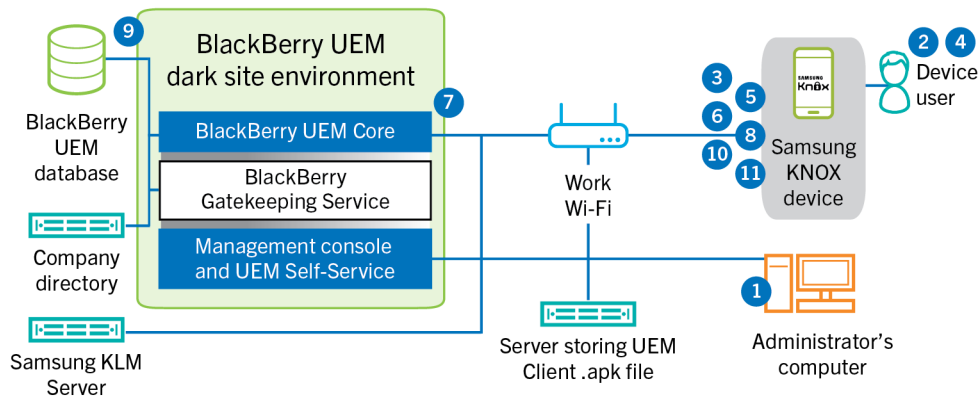 BlackBerry UEM
dark site environment
9
BlackBerry
UEM
database
7
BlackBerry UEM Core
BlackBerry
Gatekeeping Service
Management console
and UEM Self-Service
Company
directory
Samsung KLM
Server
Work
Wi-Fi
Server storing UEM
Client .apk file
3
5
6
8
10
11
SAMSUNG
Knox
Samsung
KNOX
device
2
4
Device
user
1
Administrator's
computer